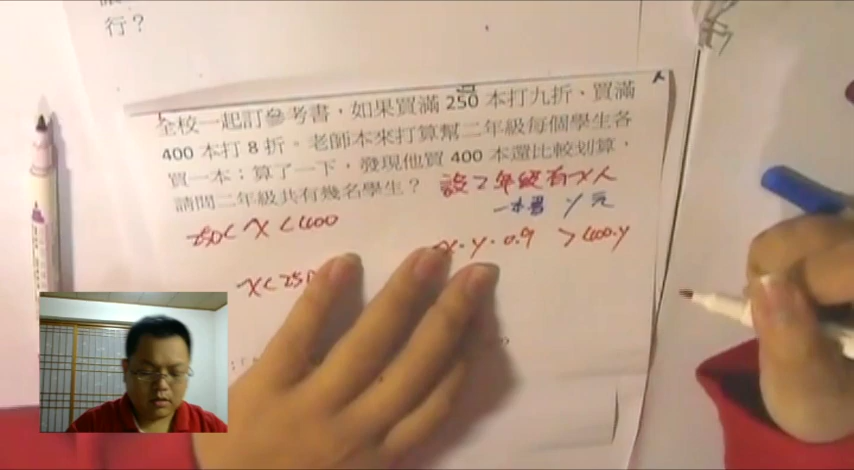 行？
全校一起訂參考書，如果買滿 250 本打九折、買滿
400 本打 8 折。老師本來打算幫二年級每個學生各
買一本；算了一下，發現他買 400 本還比較划算，
請問二年級共有幾名學生？ 設2年級有X人
一本書 y 元
250< X <400
X·y·0.9 >400·y
X<250